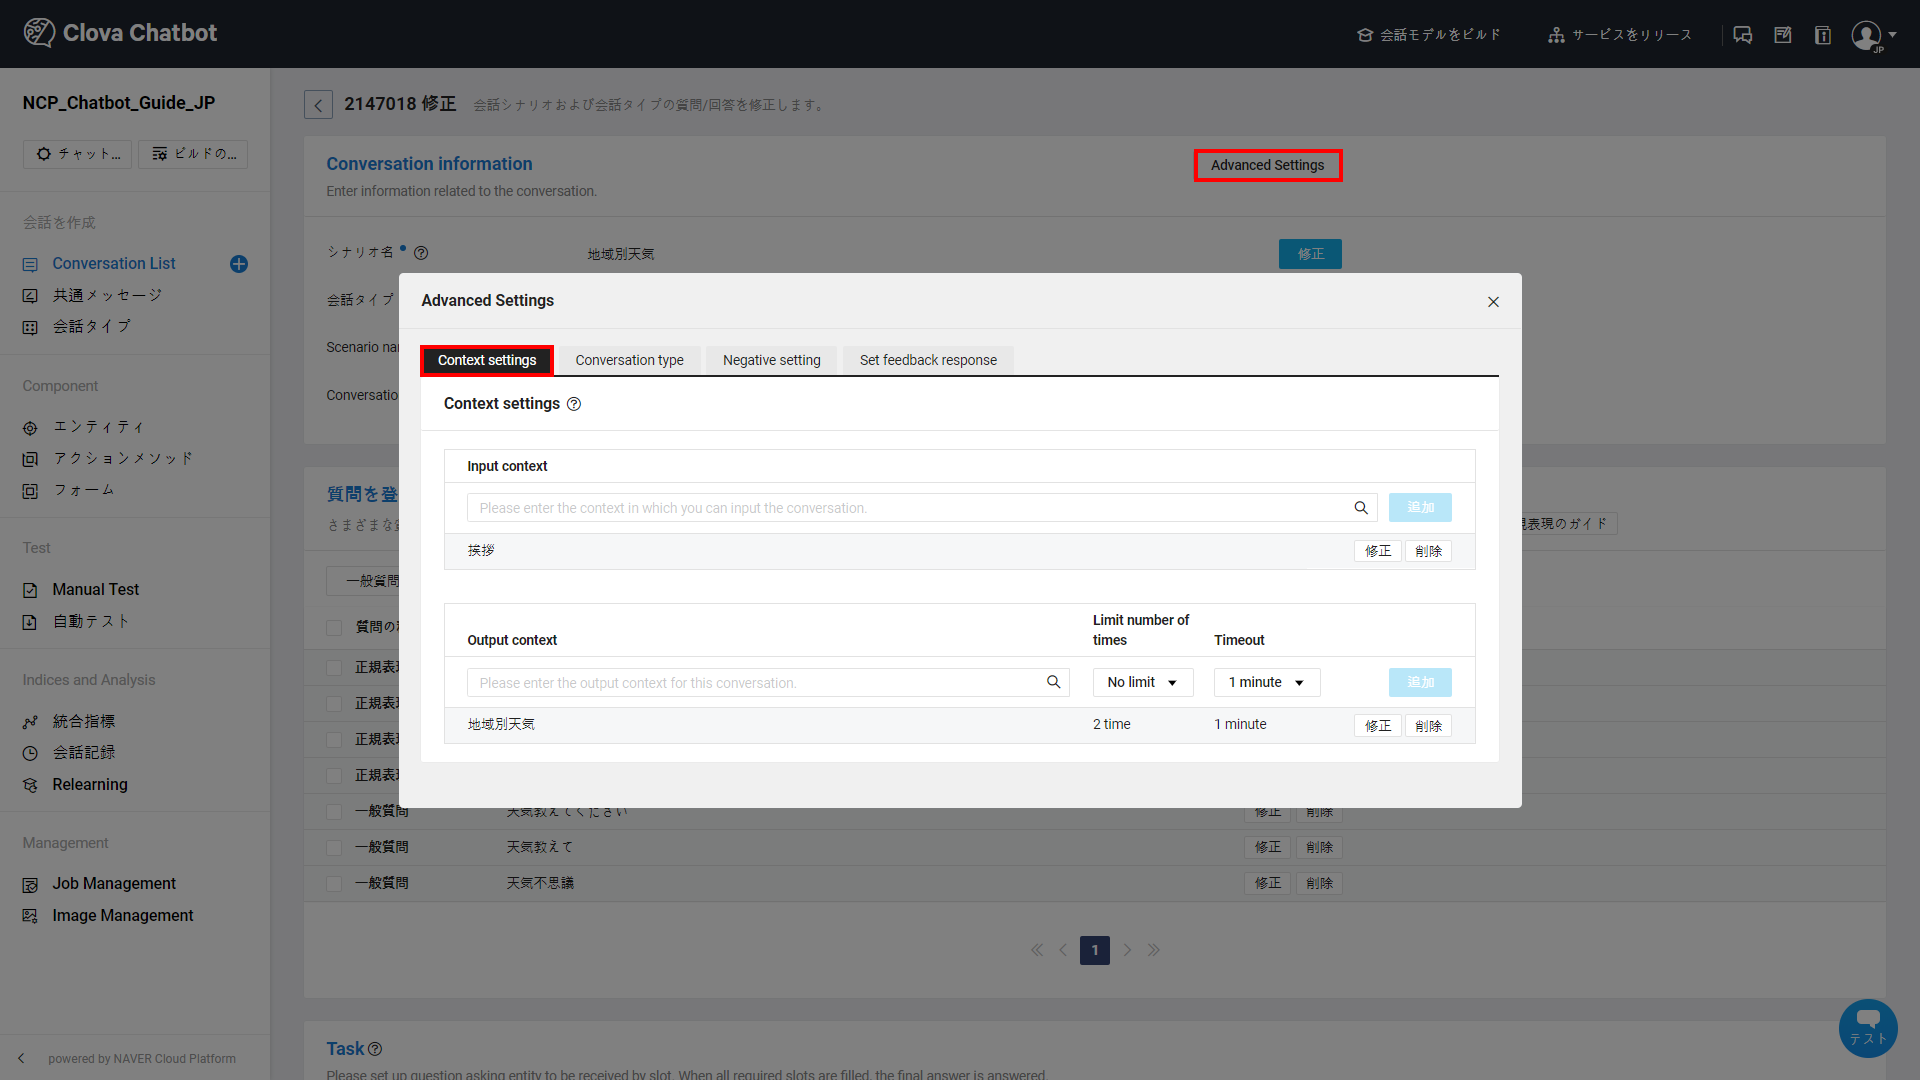 Clova Chatbot
会話モデルをビルド
サービスをリリース
JP
NCP_Chatbot_Guide_JP
チャット...
ビルドの...
会話を作成
Conversation List
共通メッセージ
会話タイプ
Component
エンティティ
アクションメソッド
フォーム
Test
Manual Test
自動テスト
Indices and Analysis
統合指標
会話記録
Relearning
Management
Job Management
Image Management
powered by NAVER Cloud Platform
2147018 修正 会話シナリオおよび会話タイプの質問/回答を修正します。
Conversation information
Advanced Settings
Enter information related to the conversation.
シナリオ名
地域別天気
修正
会話タイプ
Scenario
Conversatio
Advanced Settings
Context settings
Conversation type
Negative setting
Set feedback response
Context settings
Input context
Please enter the context in which you can input the conversation.
追加
挨拶
修正
削除
Output context
Limit number of
times
Timeout
Please enter the output context for this conversation.
No limit
1 minute
追加
地域別天気
2 time
1 minute
修正
削除
質問を登
さまざまな
表現のガイド
一般質問
質問の
正規表現
正規表現
正規表現
正規表現
一般質問 天気教えてください 修正 削除
一般質問 天気教えて 修正 削除
一般質問 天気不思議 修正 削除
1
Task
Please set up question asking entity to be received by slot. When all required slots are filled, the final answer is answered.
テスト